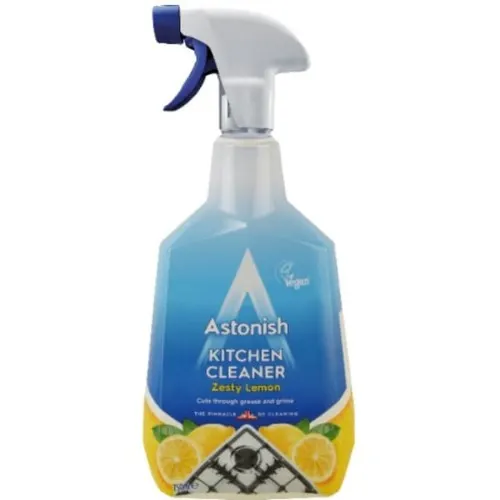 Vegan
Astonish
KITCHEN
CLEANER
Zesty Lemon
Cuts through grease and grime
THE PINNACLE OF CLEANING